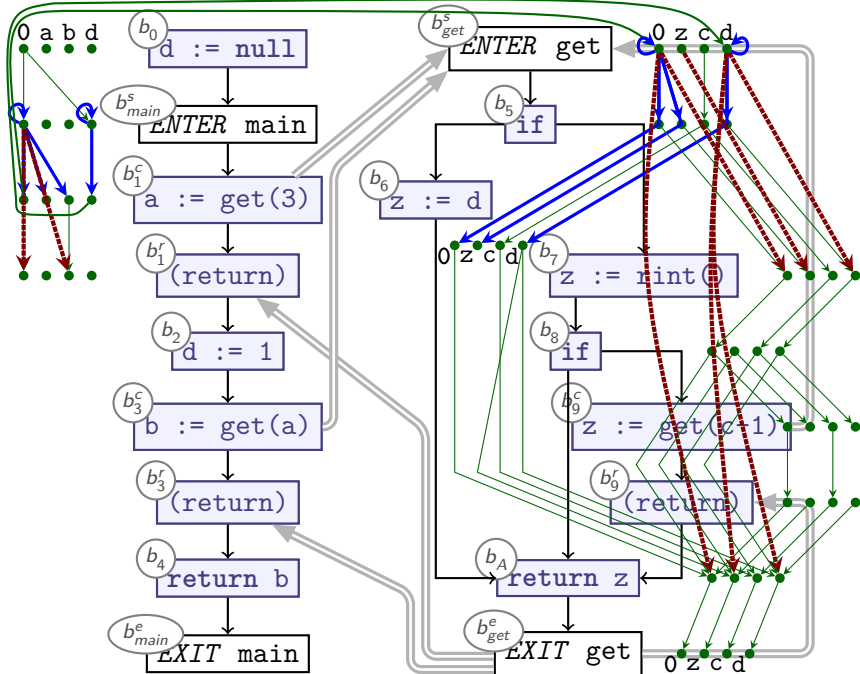 0 a b d
b0
d := null
b^s_main
ENTER main
b^c_1
a := get(3)
b^r_1
(return)
b2
d := 1
b^c_3
b := get(a)
b^r_3
(return)
b4
return b
b^e_main
EXIT main
b^s_get
ENTER get
b5
if
b6
z := d
0 z c d
b7
z := rint()
b8
if
b^c_9
z := get(c-1)
b^r_9
(return)
bA
return z
b^e_get
EXIT get
0 z c d
0 z c d